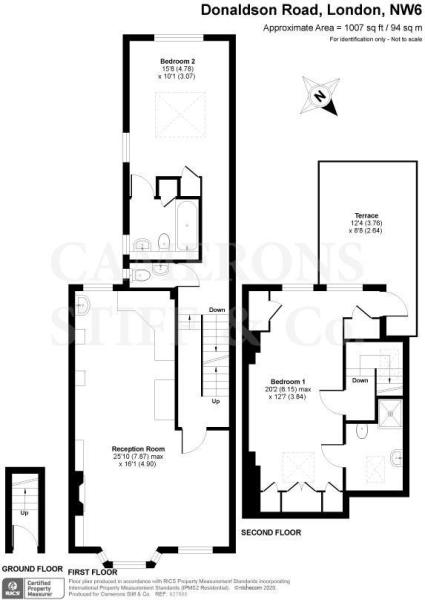 Donaldson Road, London, NW6
Approximate Area = 1007 sq ft / 94 sq m
For identification only - Not to scale
N
Bedroom 2
15'8 (4.78)
x 10'1 (3.07)
Terrace
12'4 (3.76)
x 8'8 (2.64)
CAMERONS
STIFF & Co.
Down
Up
Bedroom 1
20'2 (6.15) max
x 12'7 (3.84)
Down
Reception Room
25'10 (7.87) max
x 16'1 (4.90)
Up
SECOND FLOOR
GROUND FLOOR
FIRST FLOOR
RICS
Certified
Property
Measurer
Floor plan produced in accordance with RICS Property Measurement Standards incorporating
International Property Measurement Standards (IPMS2 Residential). ©nichecom 2020.
Produced for Camerons Stiff & Co. REF: